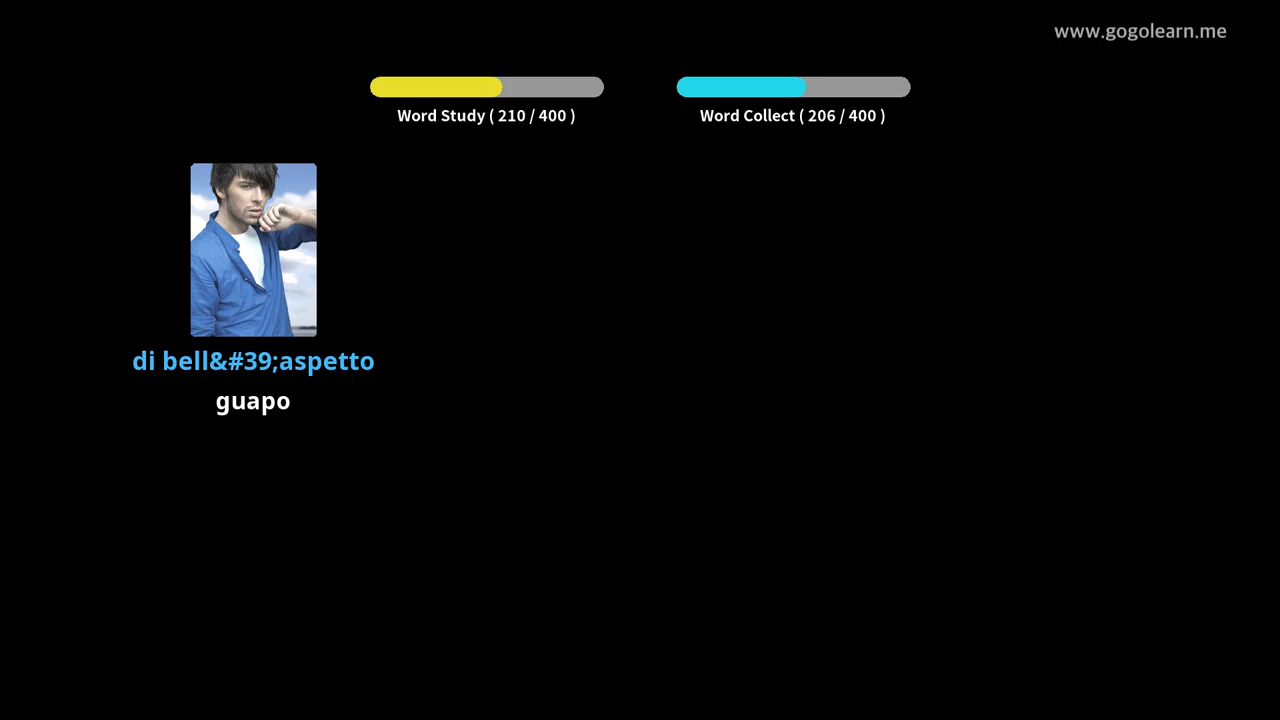 www.gogolearn.me
Word Study ( 210 / 400 )
Word Collect ( 206 / 400 )
di bell&#39;aspetto
guapo